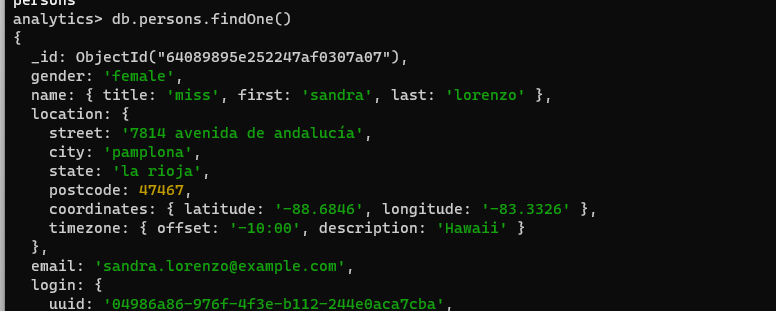 persons
analytics> db.persons.findOne()
{
  _id: ObjectId("64089895e252247af0307a07"),
  gender: 'female',
  name: { title: 'miss', first: 'sandra', last: 'lorenzo' },
  location: {
    street: '7814 avenida de andalucía',
    city: 'pamplona',
    state: 'la rioja',
    postcode: 47467,
    coordinates: { latitude: '-88.6846', longitude: '-83.3326' },
    timezone: { offset: '-10:00', description: 'Hawaii' }
  },
  email: 'sandra.lorenzo@example.com',
  login: {
    uuid: '04986a86-976f-4f3e-b112-244e0aca7cba',